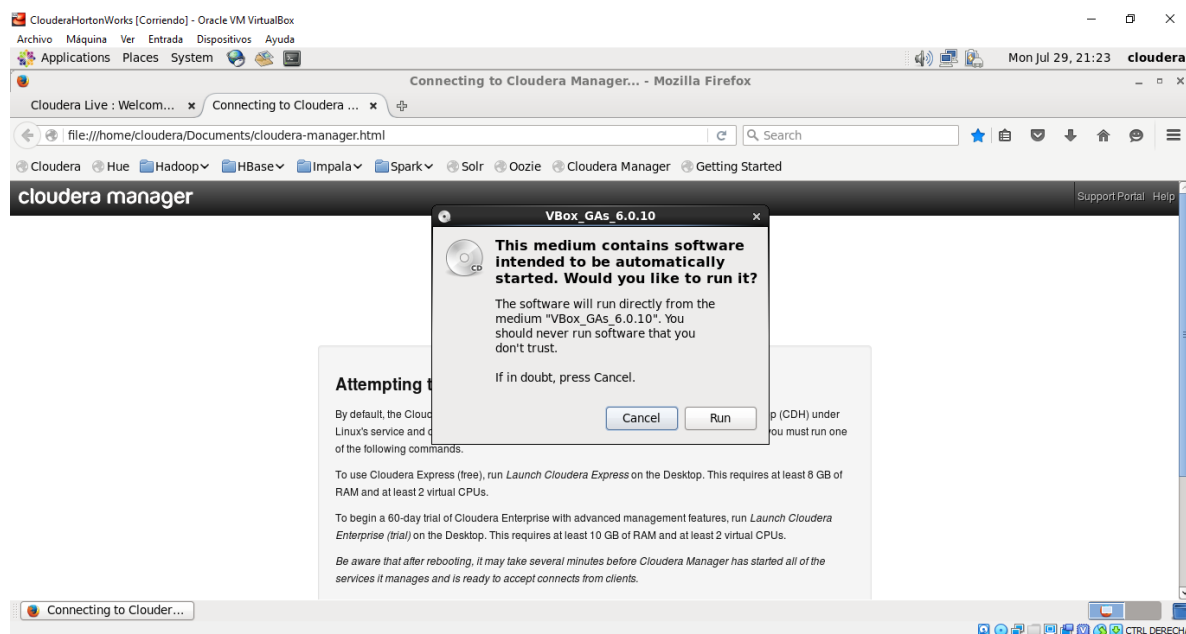 ClouderaHortonWorks [Corriendo] - Oracle VM VirtualBox
Archivo Máquina Ver Entrada Dispositivos Ayuda
Applications Places System Mon Jul 29, 21:23 cloudera
Connecting to Cloudera Manager... - Mozilla Firefox
Cloudera Live : Welcom... Connecting to Cloudera ...
file:///home/cloudera/Documents/cloudera-manager.html Search
Cloudera Hue Hadoop HBase Impala Spark Solr Oozie Cloudera Manager Getting Started
cloudera manager Support Portal Help
VBox_GAs_6.0.10
This medium contains software
intended to be automatically
started. Would you like to run it?
The software will run directly from the
medium "VBox_GAs_6.0.10". You
should never run software that you
don't trust.
If in doubt, press Cancel.
Cancel Run
Attempting
By default, the p (CDH) under
Linux's service and you must run one
of the following commands.
To use Cloudera Express (free), run Launch Cloudera Express on the Desktop. This requires at least 8 GB of
RAM and at least 2 virtual CPUs.
To begin a 60-day trial of Cloudera Enterprise with advanced management features, run Launch Cloudera
Enterprise (trial) on the Desktop. This requires at least 10 GB of RAM and at least 2 virtual CPUs.
Be aware that after rebooting, it may take several minutes before Cloudera Manager has started all of the
services it manages and is ready to accept connects from clients.
Connecting to Clouder...
CTRL DERECH